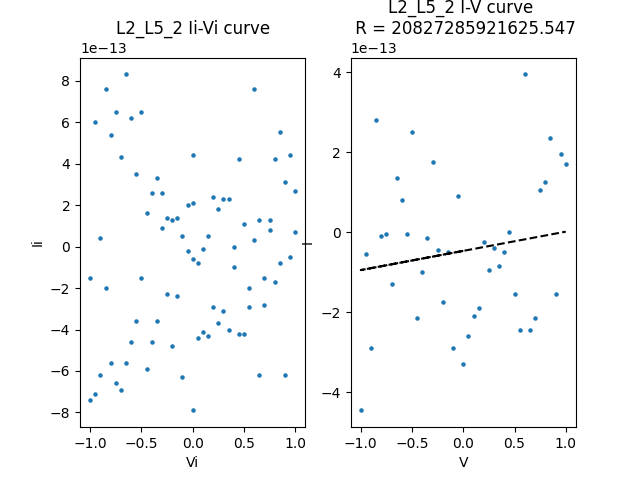 L2_L5_2 Ii-Vi curve
1e−13
8
6
4
2
0
−2
−4
−6
−8
Ii
−1.0 −0.5 0.0 0.5 1.0
Vi
L2_L5_2 I-V curve
R = 20827285921625.547
1e−13
4
2
0
−2
−4
I
−1.0 −0.5 0.0 0.5 1.0
V